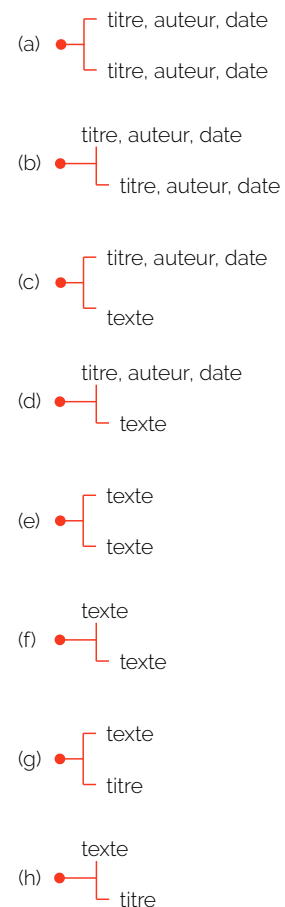 titre, auteur, date
(a)
titre, auteur, date
titre, auteur, date
(b)
titre, auteur, date
titre, auteur, date
(c)
texte
titre, auteur, date
(d)
texte
texte
(e)
texte
texte
(f)
texte
texte
(g)
titre
texte
(h)
titre